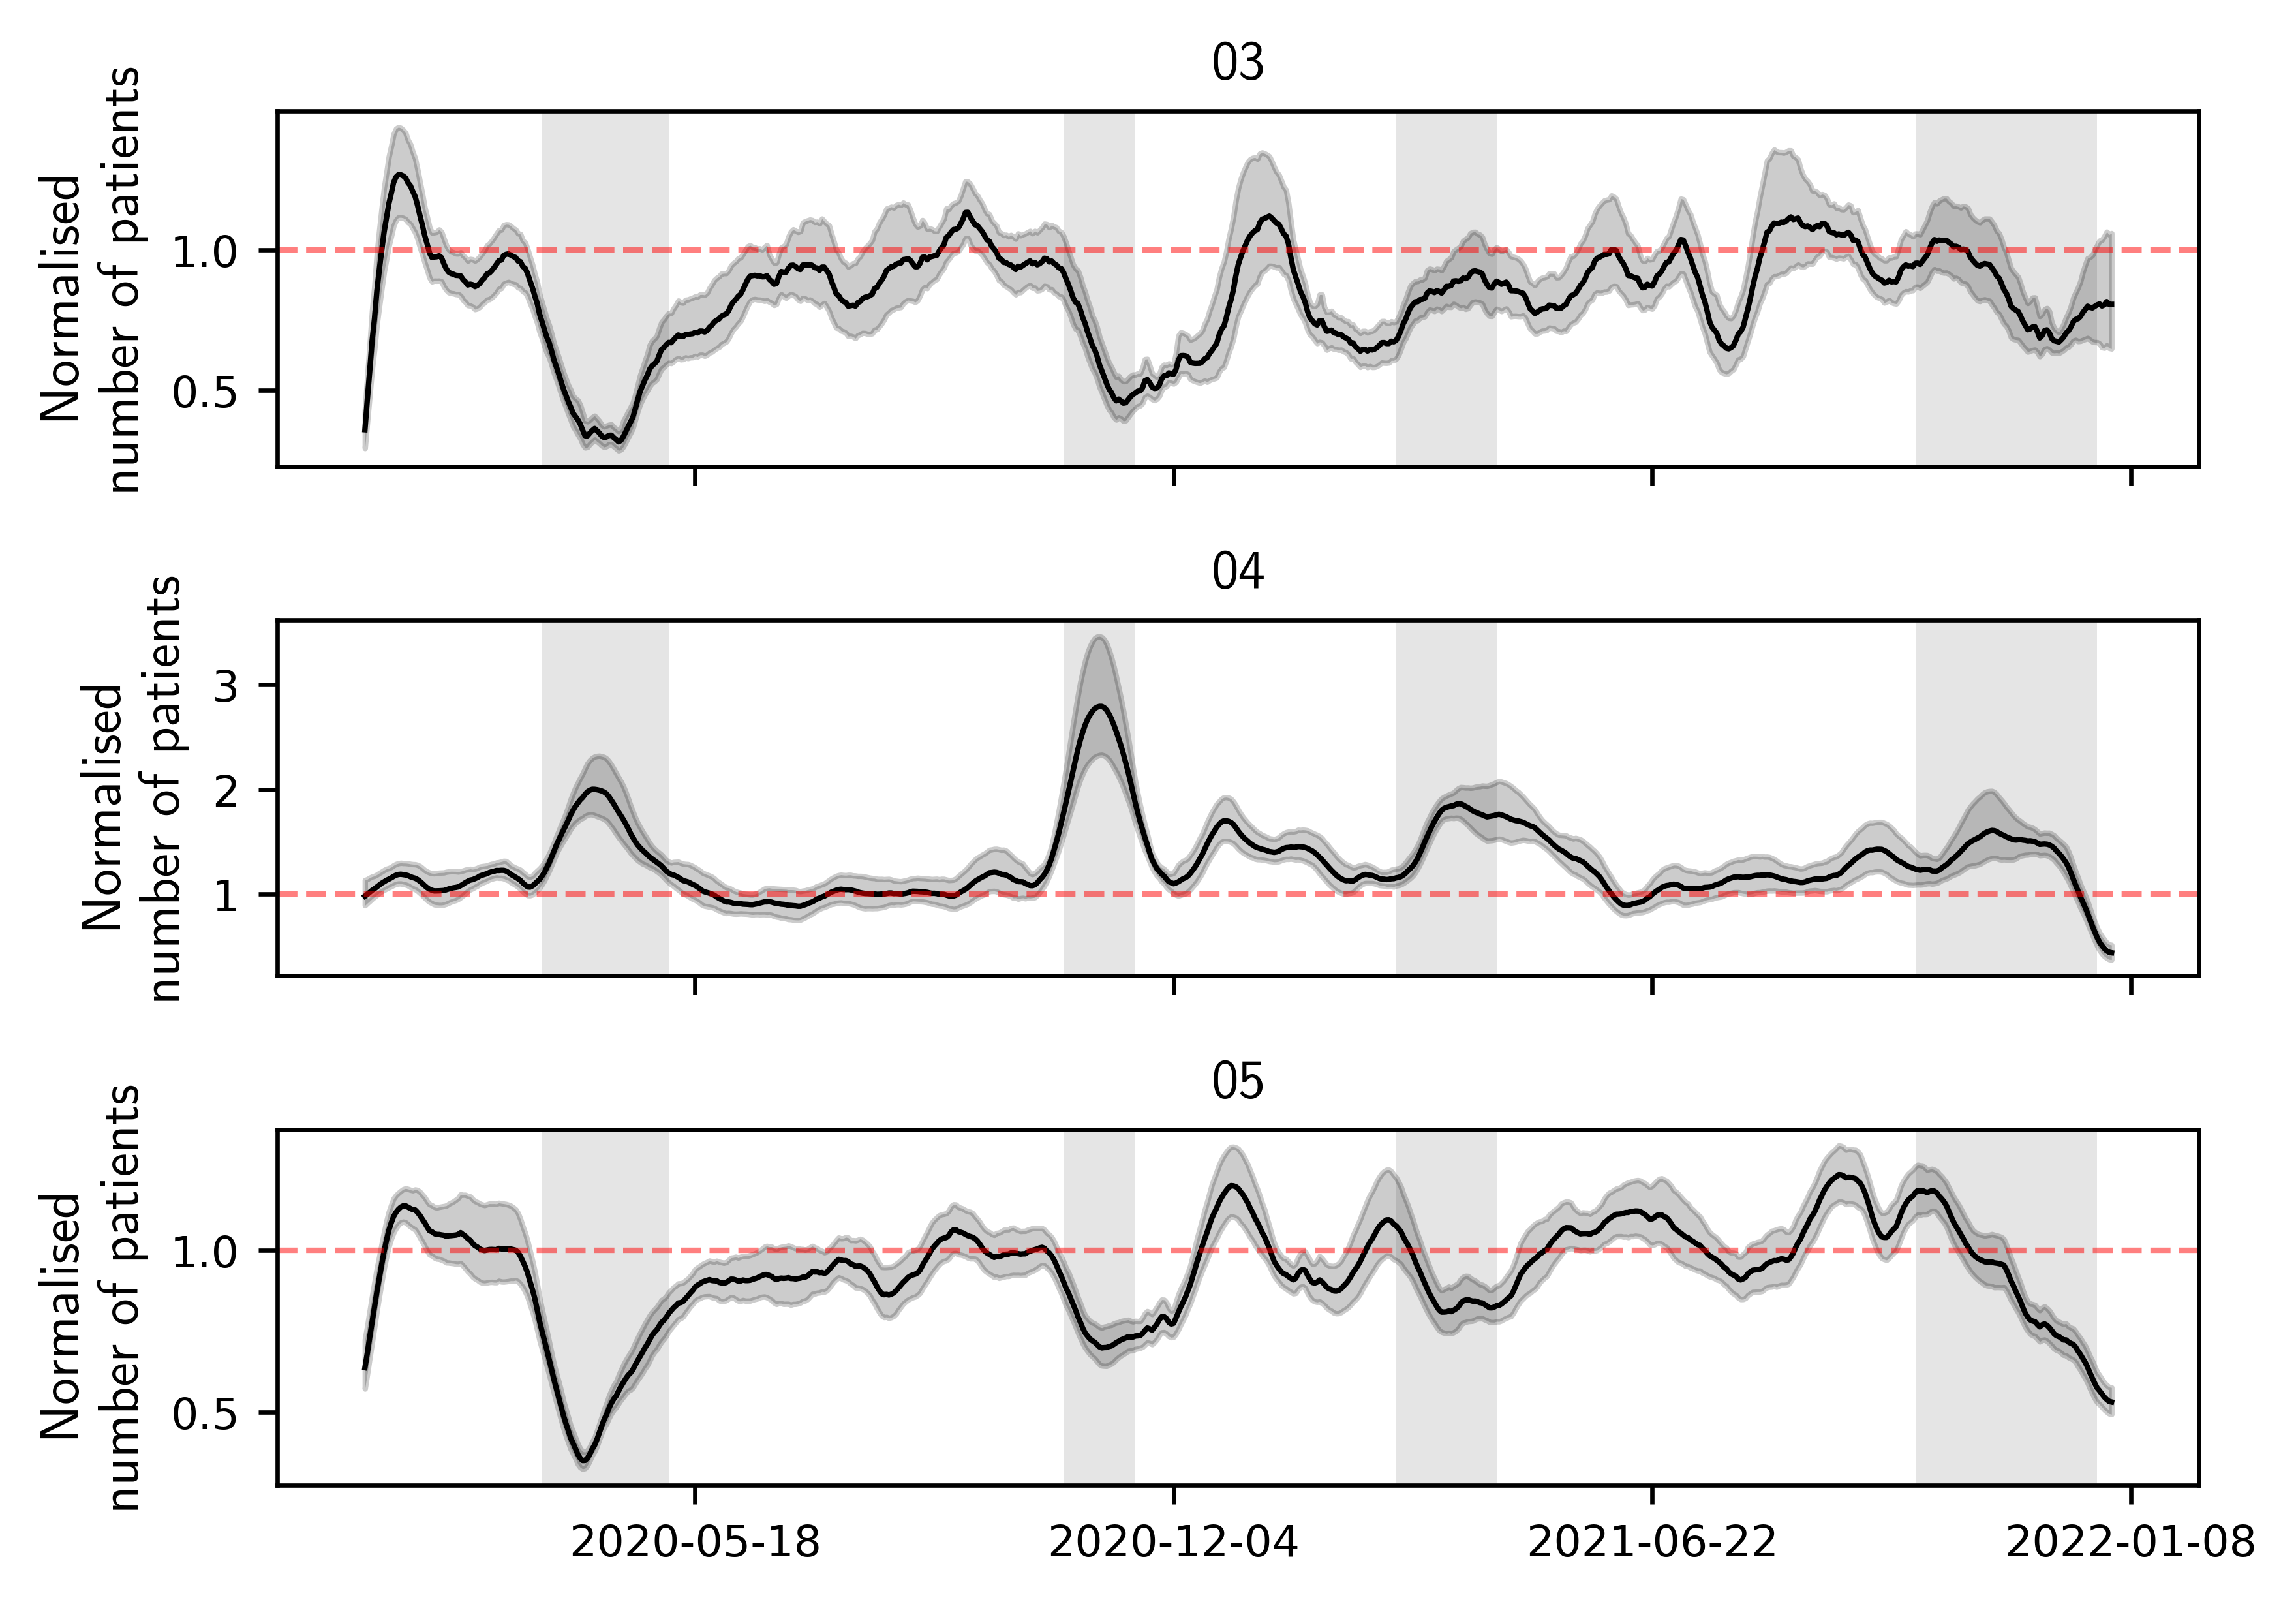 03
Normalised
number of patients
1.0
0.5
04
Normalised
number of patients
3
2
1
05
Normalised
number of patients
1.0
0.5
2020-05-18
2020-12-04
2021-06-22
2022-01-08